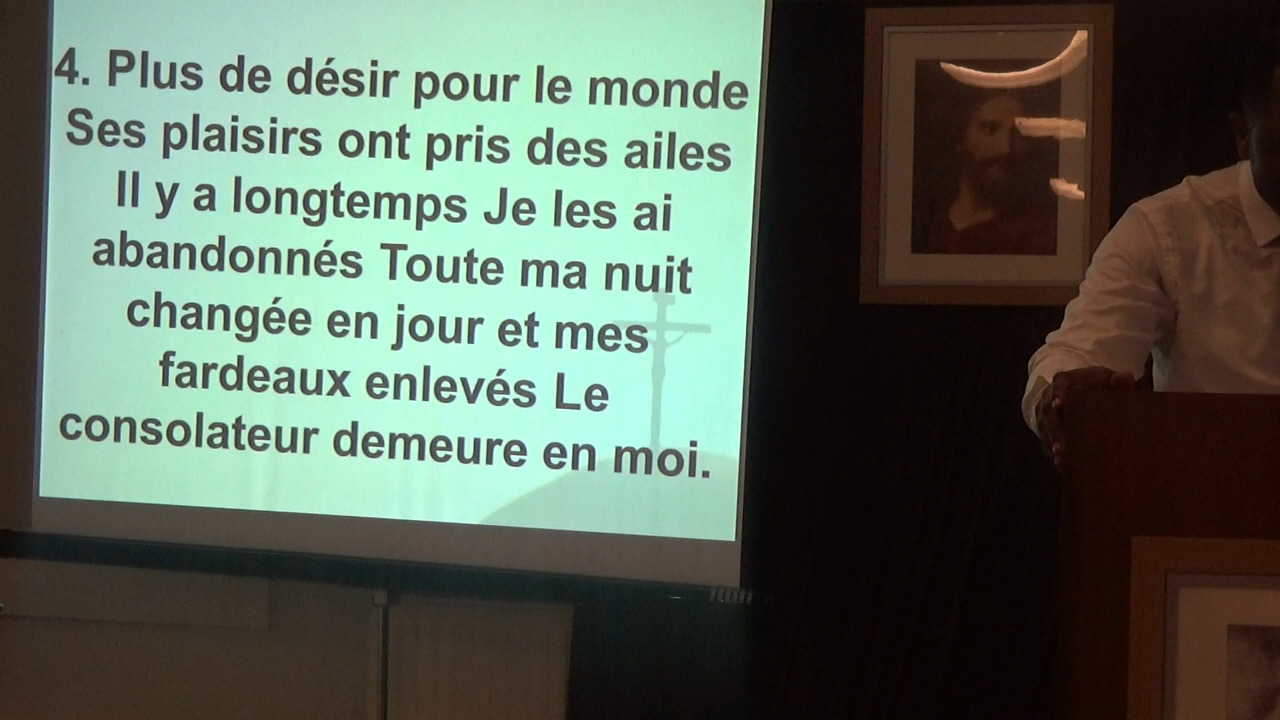 4. Plus de désir pour le monde
Ses plaisirs ont pris des ailes
Il y a longtemps Je les ai
abandonnés Toute ma nuit
changée en jour et mes
fardeaux enlevés Le
consolateur demeure en moi.